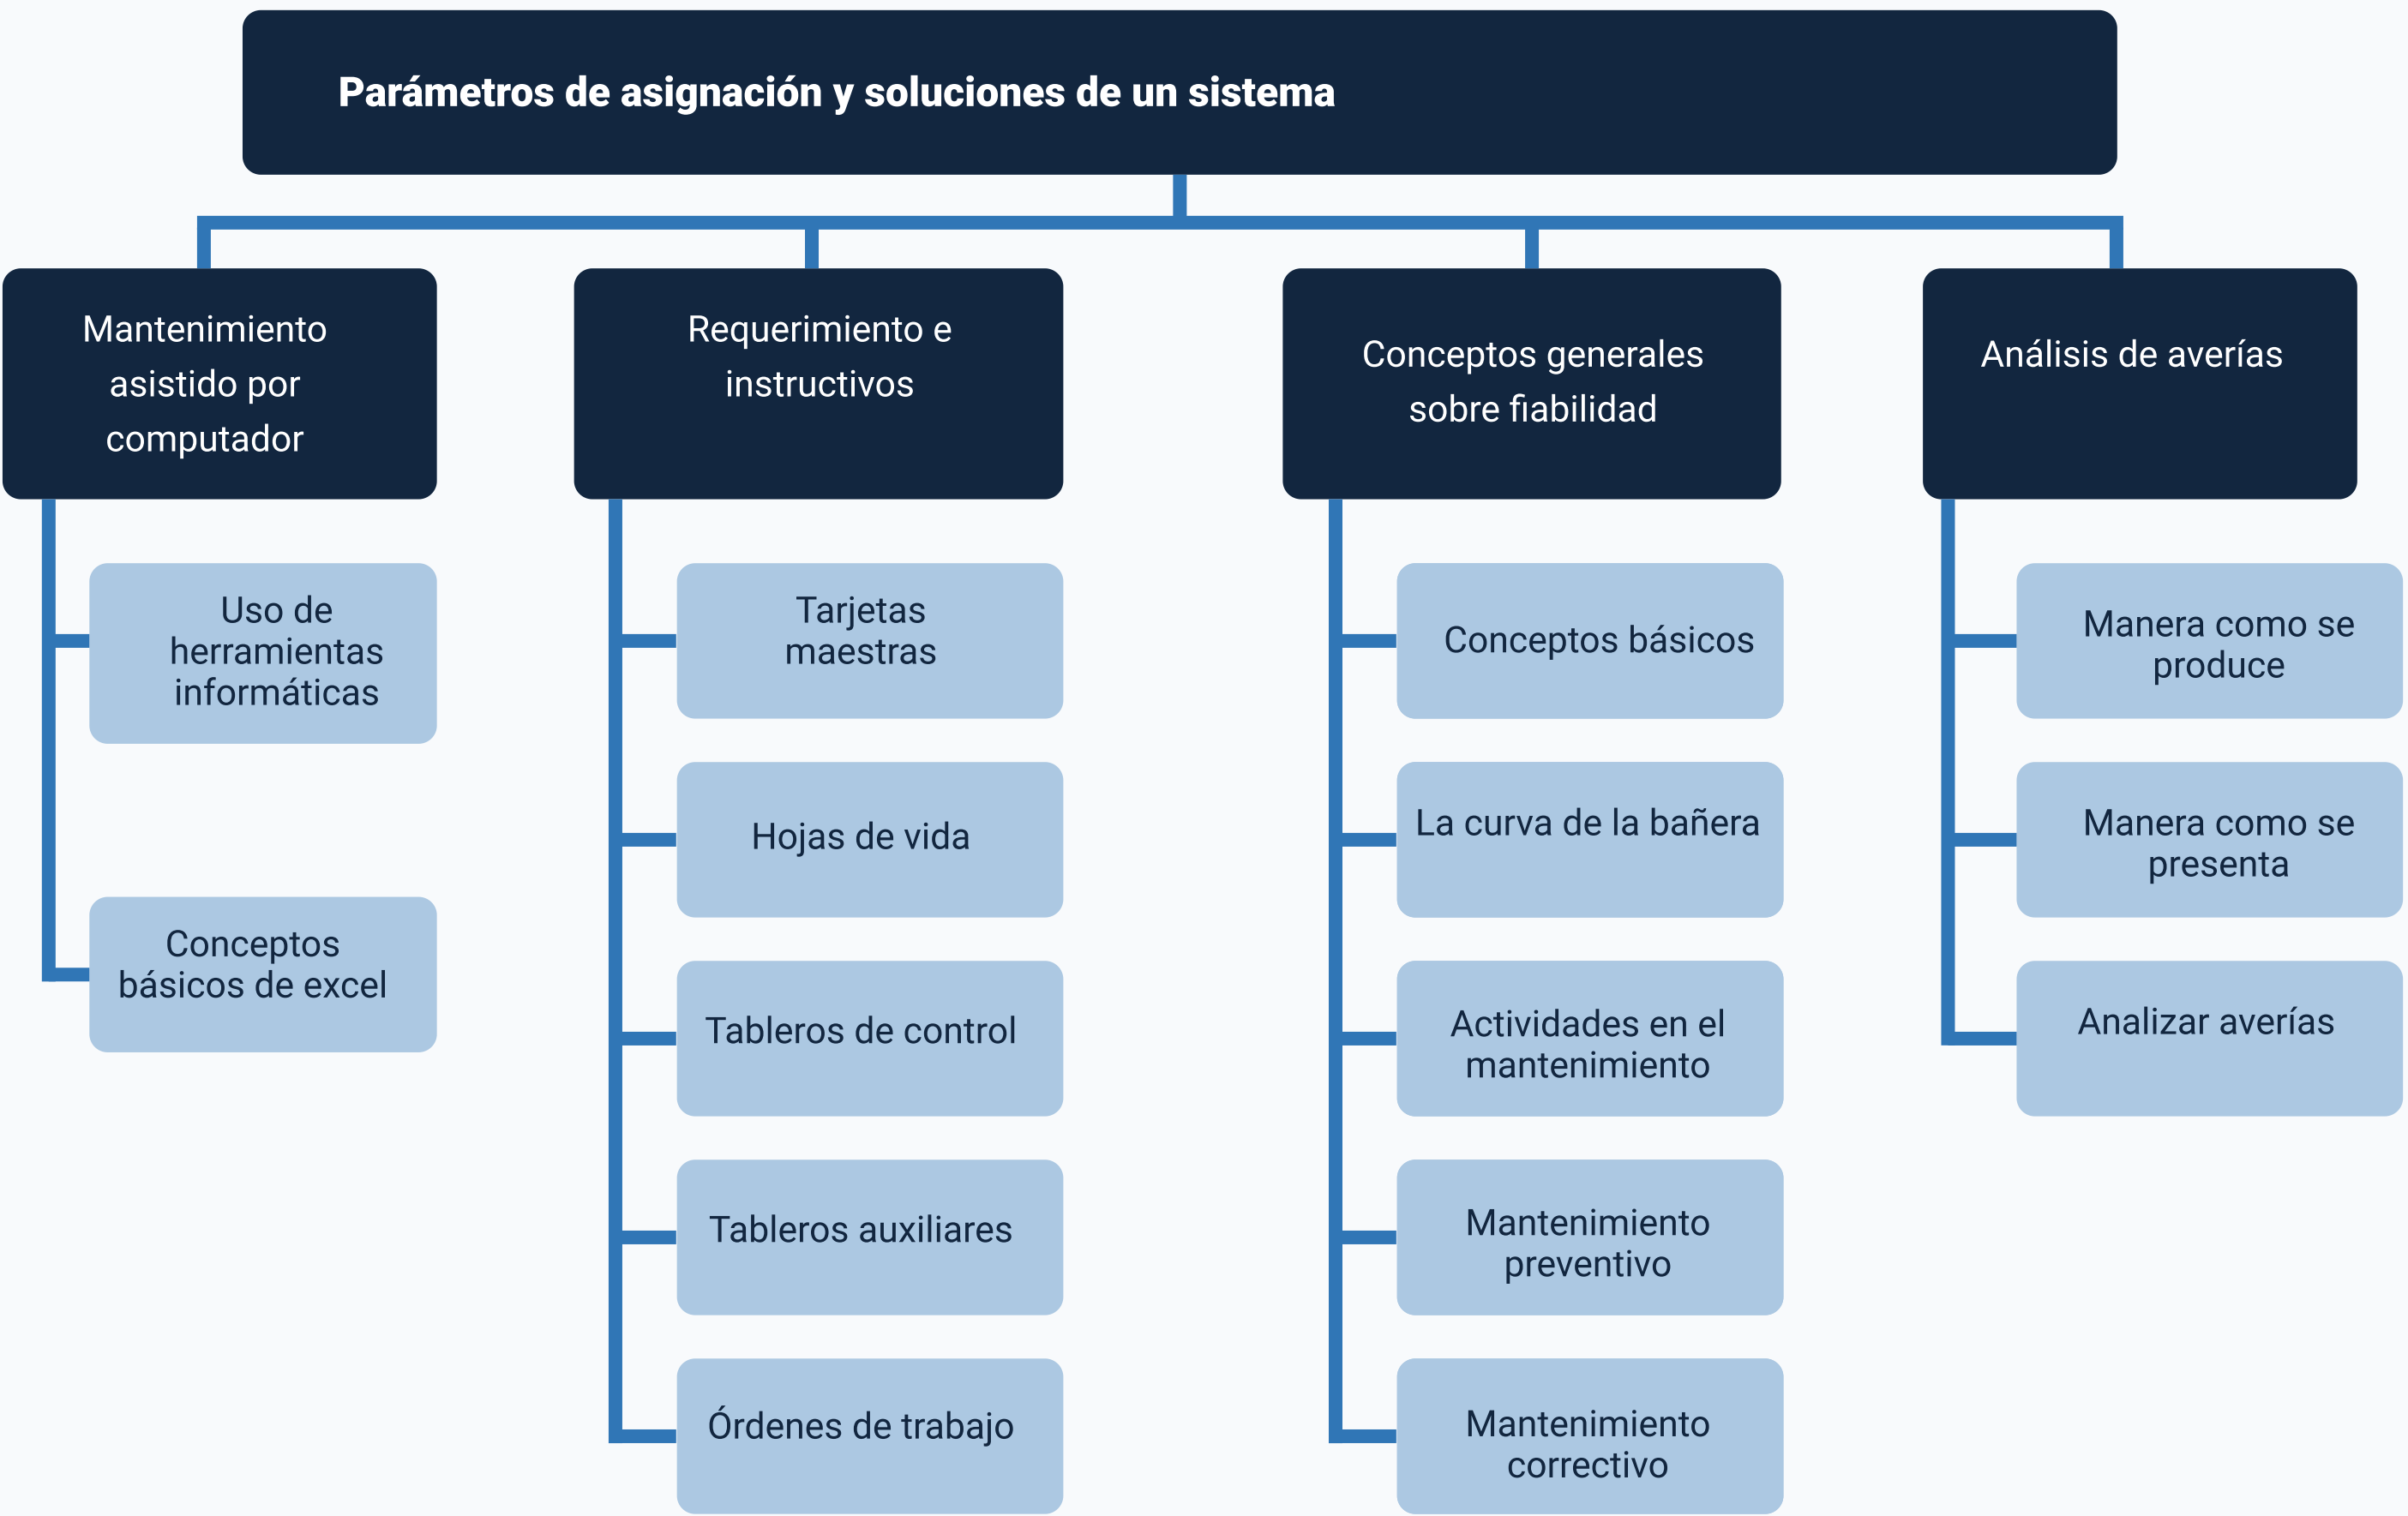 Parámetros de asignación y soluciones de un sistema
Mantenimiento
asistido por
computador
Uso de
herramientas
informáticas
Conceptos
básicos de excel
Requerimiento e
instructivos
Tarjetas
maestras
Hojas de vida
Tableros de control
Tableros auxiliares
Órdenes de trabajo
Conceptos generales
sobre fiabilidad
Conceptos básicos
La curva de la bañera
Actividades en el
mantenimiento
Mantenimiento
preventivo
Mantenimiento
correctivo
Análisis de averías
Manera como se
produce
Manera como se
presenta
Analizar averías